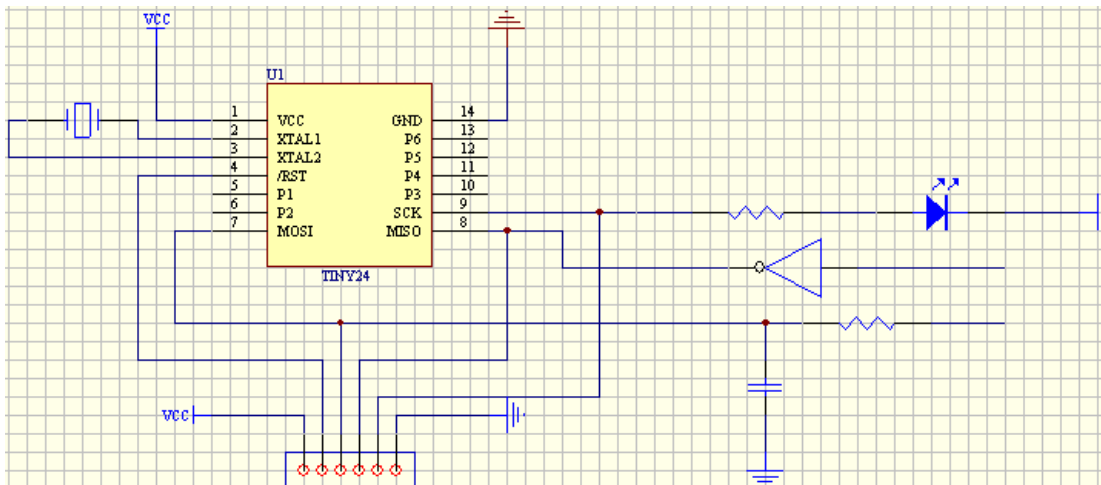 VCC
U1
1 VCC GND 14
2 XTAL1 P6 13
3 XTAL2 P5 12
4 /RST P4 11
5 P1 P3 10
6 P2 SCK 9
7 MOSI MISO 8
TINY24
VCC